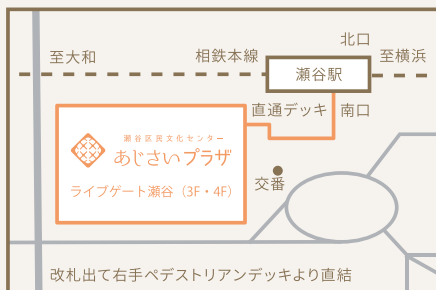 北口
至大和
相鉄本線
至横浜
瀬谷駅
直通デッキ
南口
瀬谷区民文化センター
あじさいプラザ
ライブゲート瀬谷（3F・4F）
交番
改札出て右手ペデストリアンデッキより直結